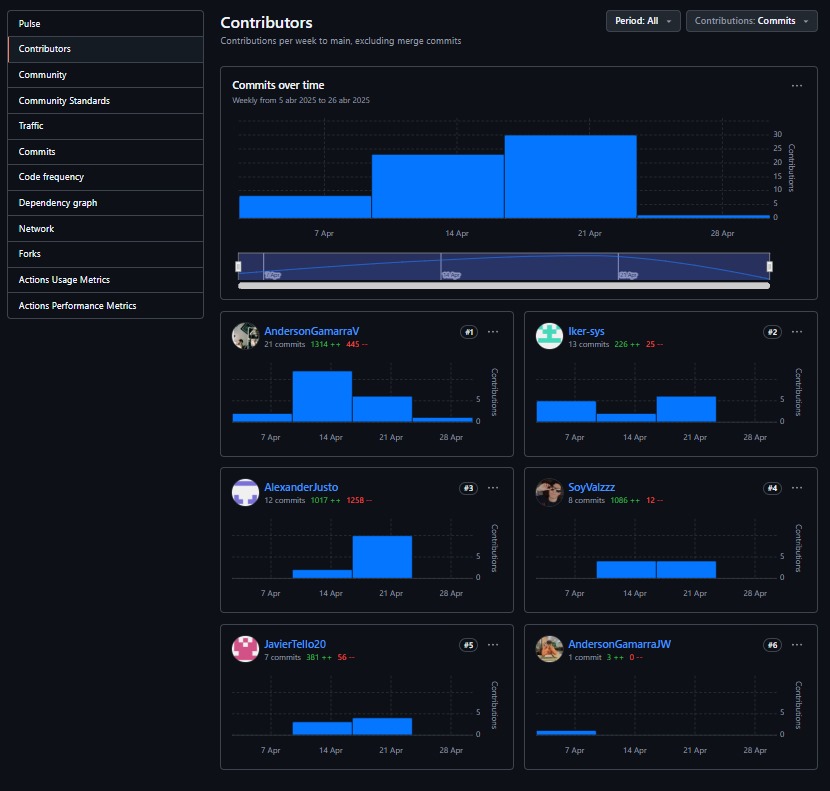 Pulse
Contributors
Community
Community Standards
Traffic
Commits
Code frequency
Dependency graph
Network
Forks
Actions Usage Metrics
Actions Performance Metrics
Contributors
Contributions per week to main, excluding merge commits
Period: All
Contributions: Commits
Commits over time
Weekly from 5 abr 2025 to 26 abr 2025
30
25
20
15
10
5
0
Contributions
7 Apr 14 Apr 21 Apr 28 Apr
AndersonGamarraV #1
21 commits 1314 ++ 445 --
5
0
Contributions
7 Apr 14 Apr 21 Apr 28 Apr
Iker-sys #2
13 commits 226 ++ 25 --
5
0
Contributions
7 Apr 14 Apr 21 Apr 28 Apr
AlexanderJusto #3
12 commits 1017 ++ 1258 --
5
0
Contributions
7 Apr 14 Apr 21 Apr 28 Apr
SoyValzzz #4
8 commits 1086 ++ 12 --
5
0
Contributions
7 Apr 14 Apr 21 Apr 28 Apr
JavierTello20 #5
7 commits 381 ++ 56 --
5
0
Contributions
7 Apr 14 Apr 21 Apr 28 Apr
AndersonGamarraJW #6
1 commit 3 ++ 0 --
5
0
Contributions
7 Apr 14 Apr 21 Apr 28 Apr